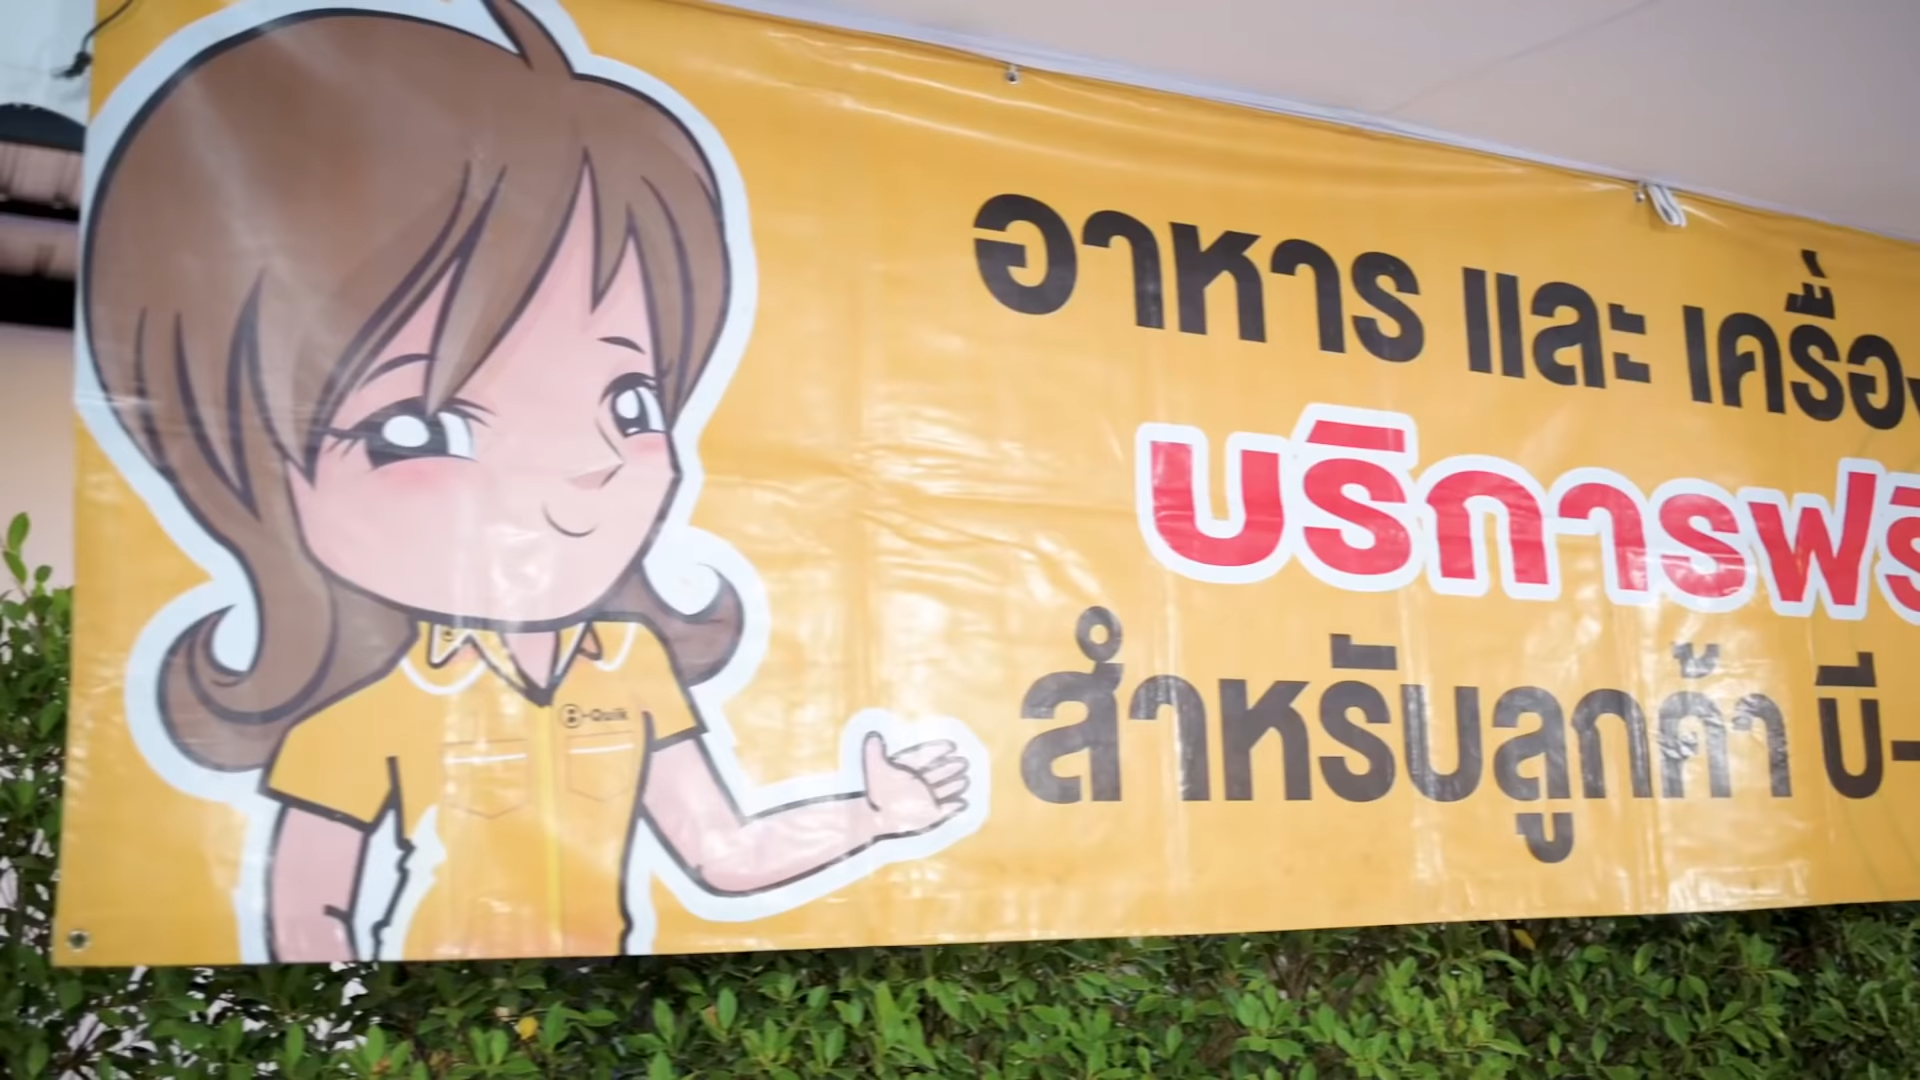 อาหาร และ เครื่อง
บริการฟรี
สำหรับลูกค้า บี-
B-Quik